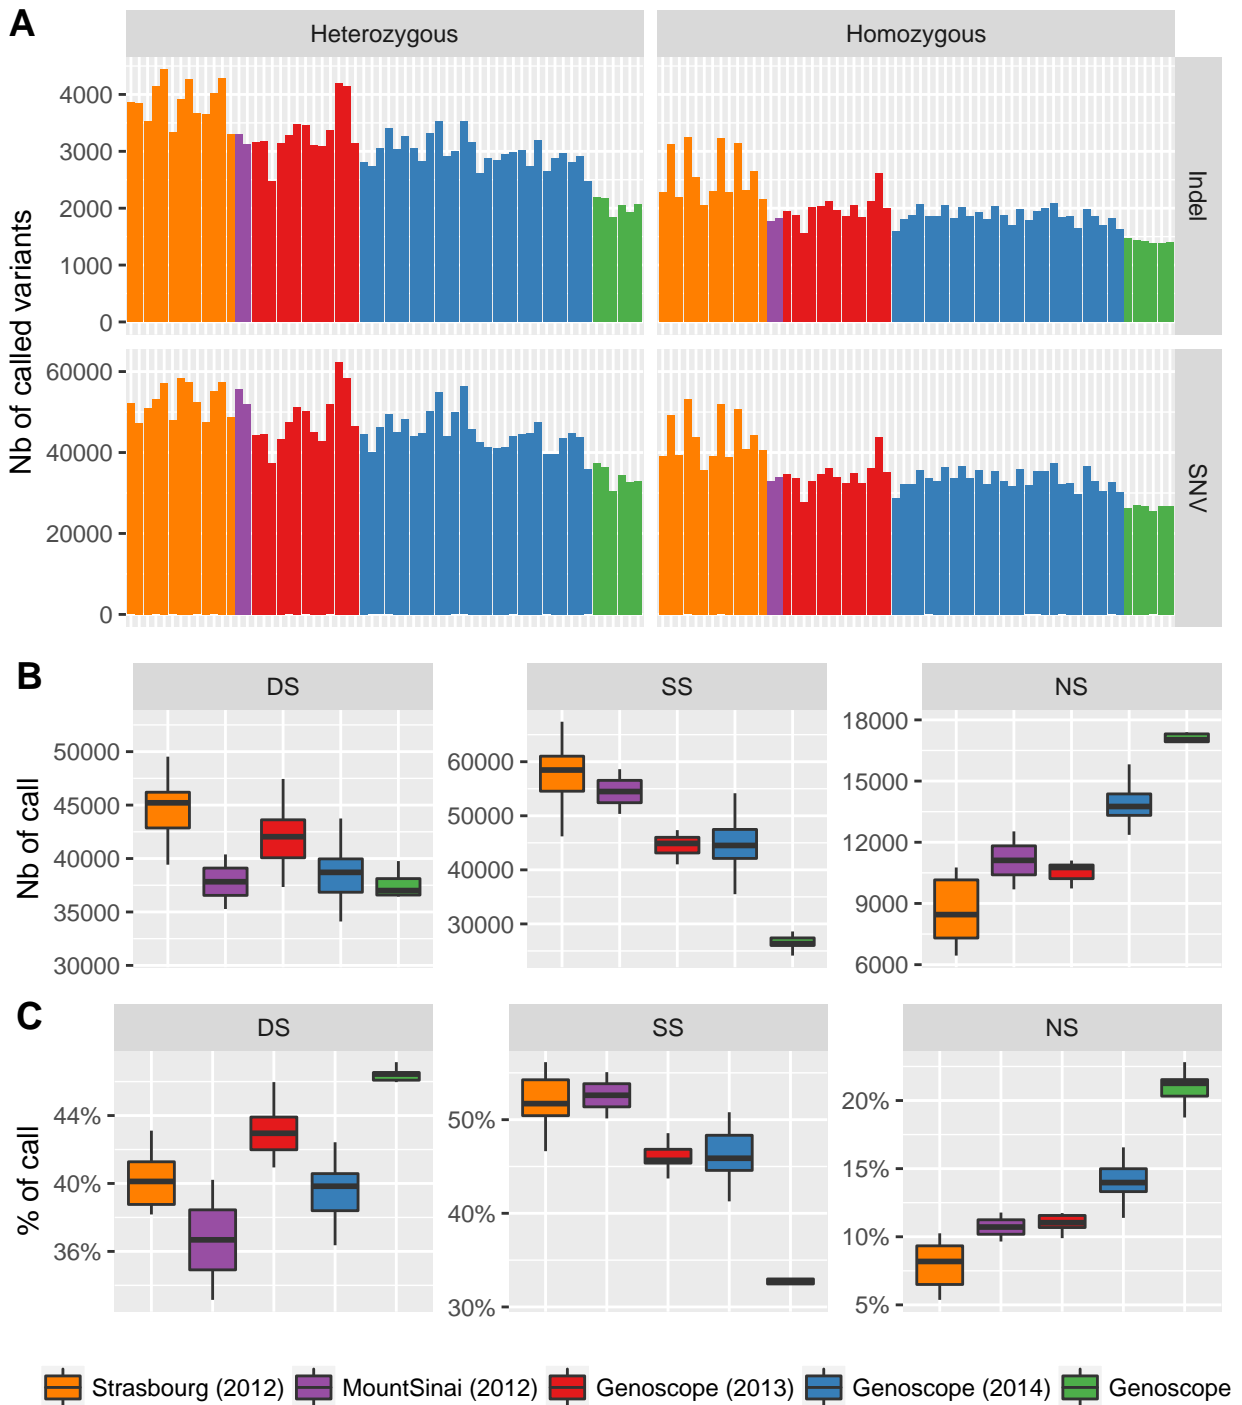 A
Heterozygous
Homozygous
Nb of called variants
4000
3000
2000
1000
0
Indel
60000
40000
20000
0
SNV
B
DS
SS
NS
Nb of call
50000
45000
40000
35000
30000
60000
50000
40000
30000
18000
15000
12000
9000
6000
C
DS
SS
NS
% of call
44%
40%
36%
50%
40%
30%
20%
15%
10%
5%
Strasbourg (2012) MountSinai (2012) Genoscope (2013) Genoscope (2014) Genoscope